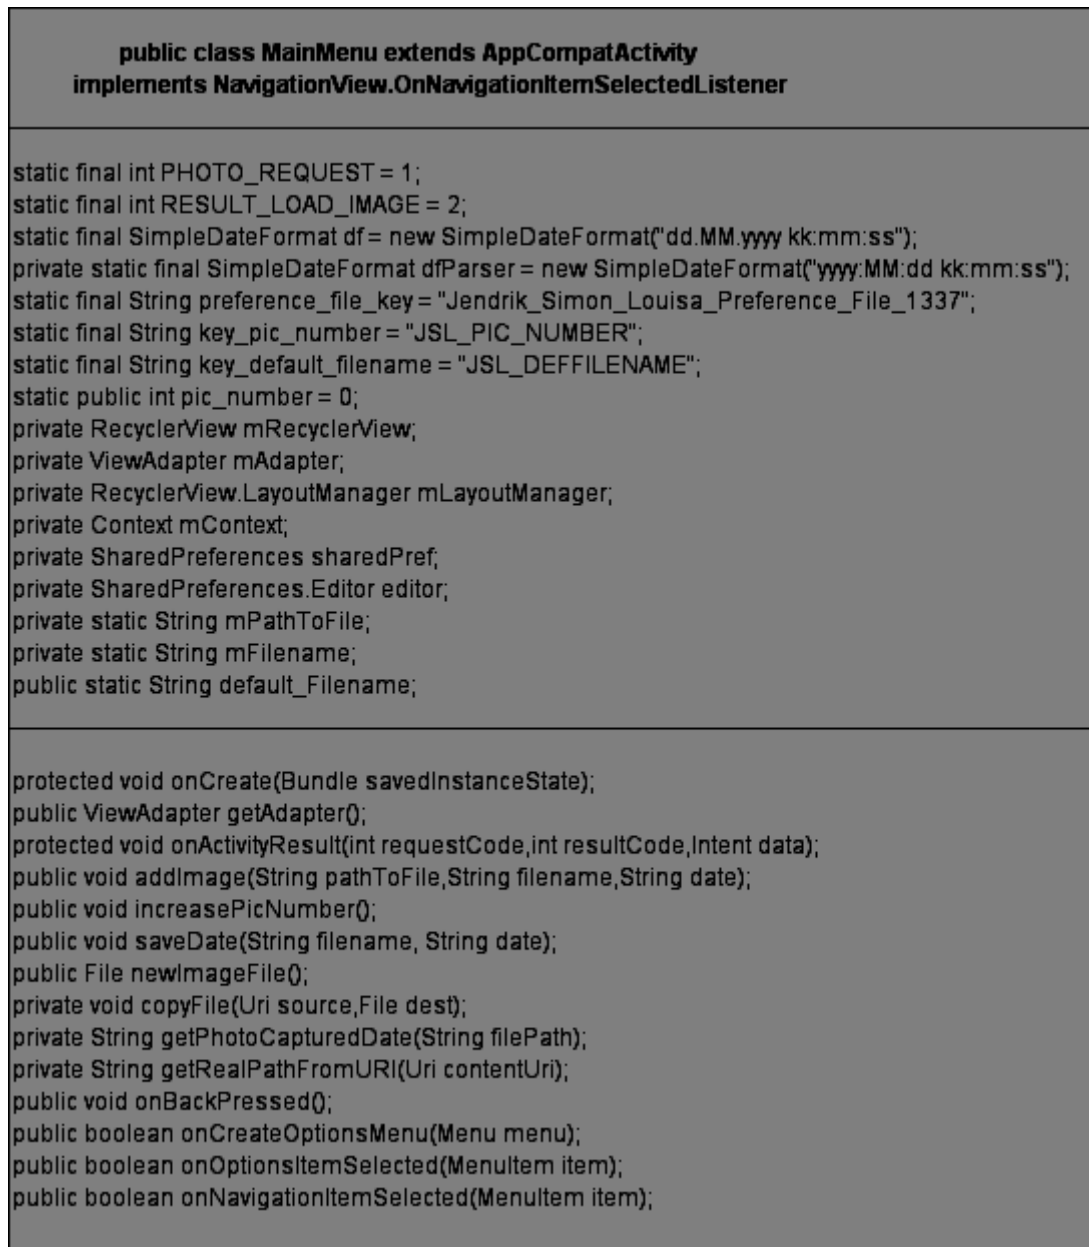 public class MainMenu extends AppCompatActivity
implements NavigationView.OnNavigationItemSelectedListener
static final int PHOTO_REQUEST = 1;
static final int RESULT_LOAD_IMAGE = 2;
static final SimpleDateFormat df = new SimpleDateFormat("dd.MM.yyyy kk:mm:ss");
private static final SimpleDateFormat dfParser = new SimpleDateFormat("yyyy:MM:dd kk:mm:ss");
static final String preference_file_key = "Jendrik_Simon_Louisa_Preference_File_1337";
static final String key_pic_number = "JSL_PIC_NUMBER";
static final String key_default_filename = "JSL_DEFFILENAME";
static public int pic_number = 0;
private RecyclerView mRecyclerView;
private ViewAdapter mAdapter;
private RecyclerView.LayoutManager mLayoutManager;
private Context mContext;
private SharedPreferences sharedPref;
private SharedPreferences.Editor editor;
private static String mPathToFile;
private static String mFilename;
public static String default_Filename;
protected void onCreate(Bundle savedInstanceState);
public ViewAdapter getAdapter();
protected void onActivityResult(int requestCode,int resultCode,Intent data);
public void addImage(String pathToFile,String filename,String date);
public void increasePicNumber();
public void saveDate(String filename, String date);
public File newImageFile();
private void copyFile(Uri source,File dest);
private String getPhotoCapturedDate(String filePath);
private String getRealPathFromURI(Uri contentUri);
public void onBackPressed();
public boolean onCreateOptionsMenu(Menu menu);
public boolean onOptionsItemSelected(MenuItem item);
public boolean onNavigationItemSelected(MenuItem item);